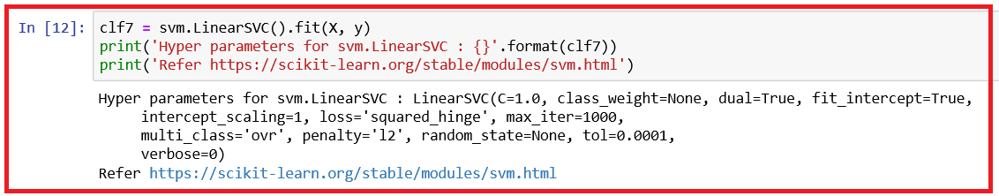 In [12]: clf7 = svm.LinearSVC().fit(X, y)
print('Hyper parameters for svm.LinearSVC : {}'.format(clf7))
print('Refer https://scikit-learn.org/stable/modules/svm.html')
Hyper parameters for svm.LinearSVC : LinearSVC(C=1.0, class_weight=None, dual=True, fit_intercept=True,
intercept_scaling=1, loss='squared_hinge', max_iter=1000,
multi_class='ovr', penalty='l2', random_state=None, tol=0.0001,
verbose=0)
Refer https://scikit-learn.org/stable/modules/svm.html